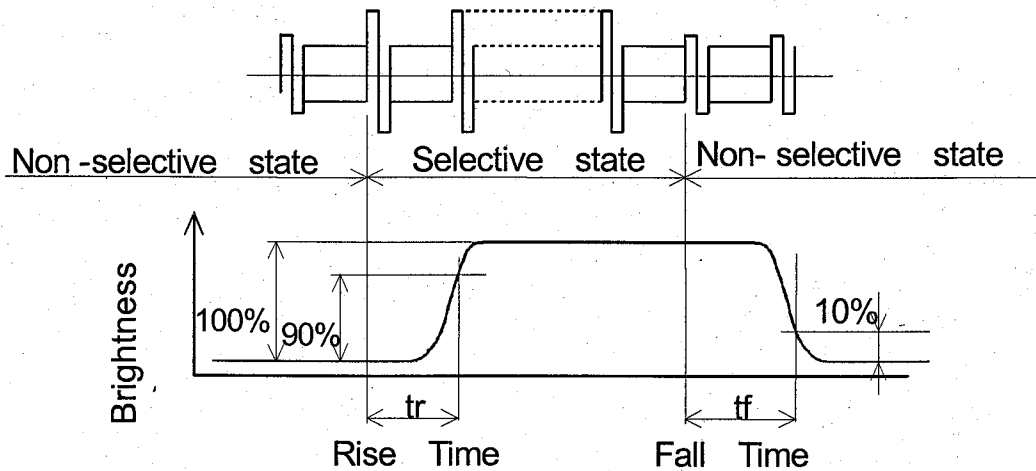 Non -selective state Selective state Non- selective state
Brightness
100%
90%
10%
tr
tf
Rise Time
Fall Time